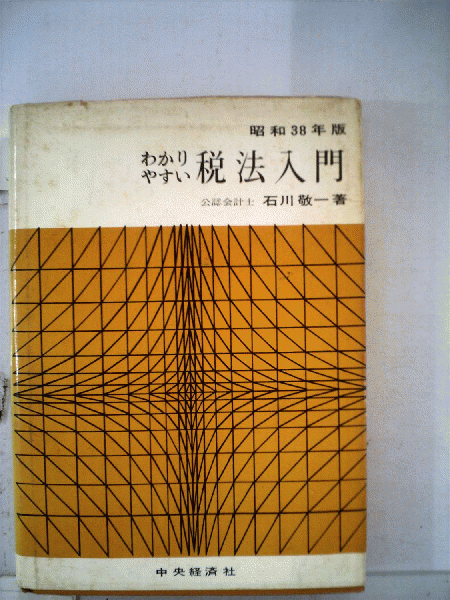 昭和38年版
わかり
やすい 税法入門
公認会計士 石川敬一著
中央経済社